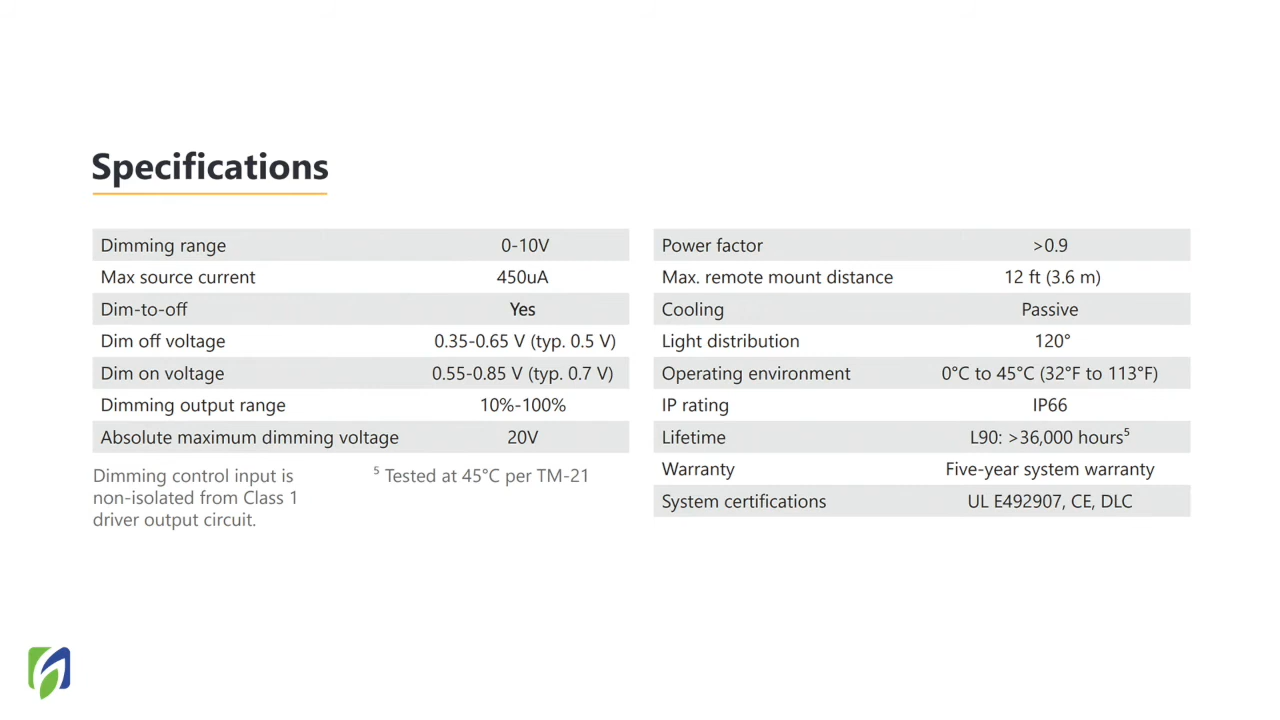 Specifications
Dimming range 0-10V
Max source current 450uA
Dim-to-off Yes
Dim off voltage 0.35-0.65 V (typ. 0.5 V)
Dim on voltage 0.55-0.85 V (typ. 0.7 V)
Dimming output range 10%-100%
Absolute maximum dimming voltage 20V
Dimming control input is
non-isolated from Class 1
driver output circuit.
⁵ Tested at 45°C per TM-21
Power factor >0.9
Max. remote mount distance 12 ft (3.6 m)
Cooling Passive
Light distribution 120°
Operating environment 0°C to 45°C (32°F to 113°F)
IP rating IP66
Lifetime L90: >36,000 hours⁵
Warranty Five-year system warranty
System certifications UL E492907, CE, DLC